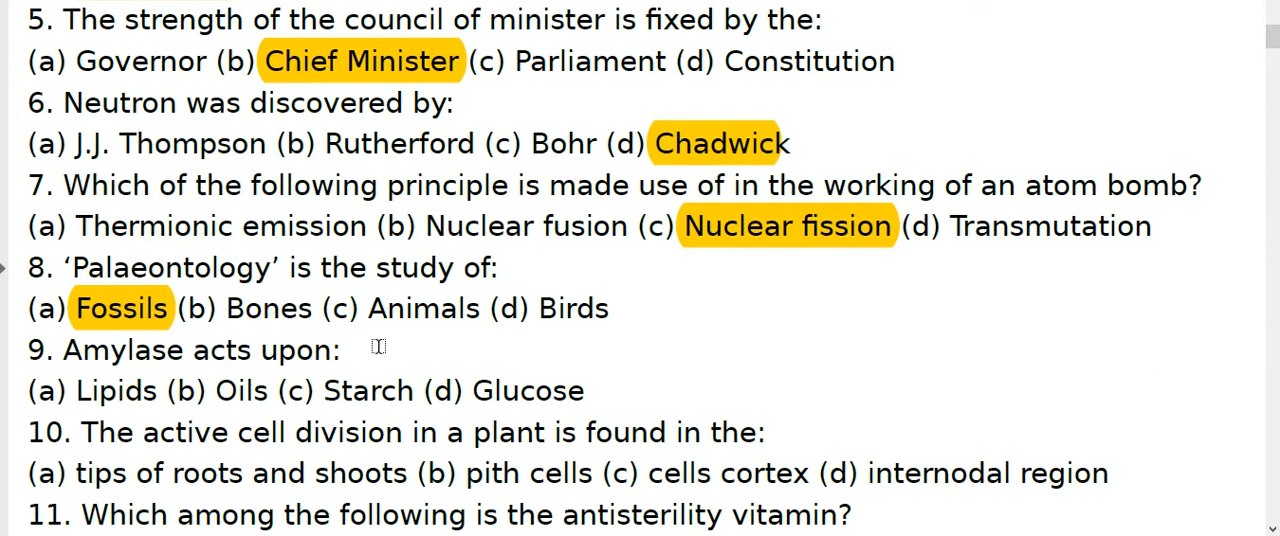 5. The strength of the council of minister is fixed by the:
(a) Governor (b) Chief Minister (c) Parliament (d) Constitution
6. Neutron was discovered by:
(a) J.J. Thompson (b) Rutherford (c) Bohr (d) Chadwick
7. Which of the following principle is made use of in the working of an atom bomb?
(a) Thermionic emission (b) Nuclear fusion (c) Nuclear fission (d) Transmutation
8. ‘Palaeontology’ is the study of:
(a) Fossils (b) Bones (c) Animals (d) Birds
9. Amylase acts upon:
(a) Lipids (b) Oils (c) Starch (d) Glucose
10. The active cell division in a plant is found in the:
(a) tips of roots and shoots (b) pith cells (c) cells cortex (d) internodal region
11. Which among the following is the antisterility vitamin?